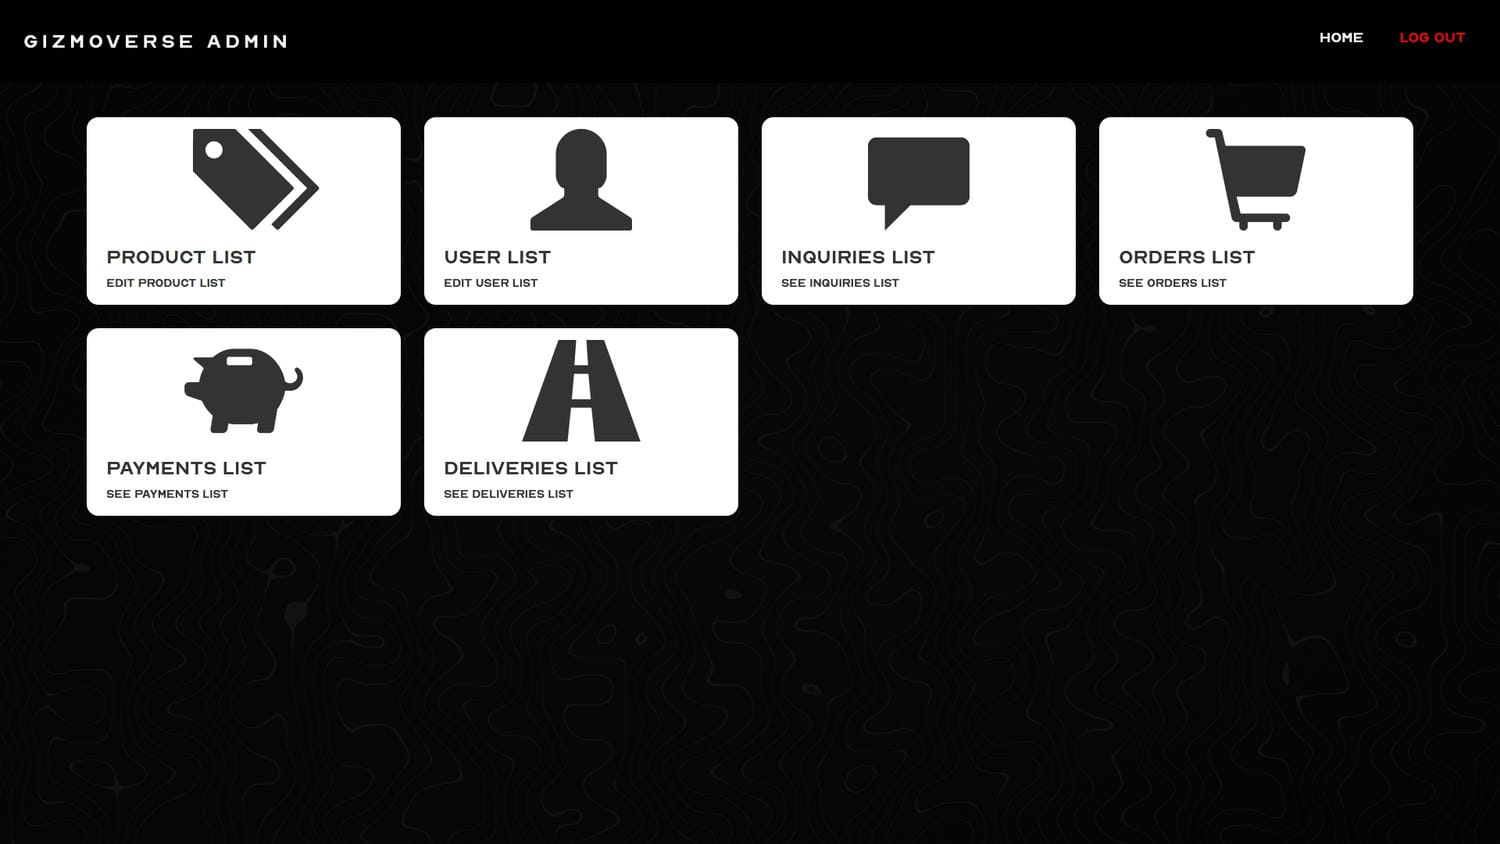 GIZMOVERSE ADMIN
HOME
LOG OUT
PRODUCT LIST
EDIT PRODUCT LIST
USER LIST
EDIT USER LIST
INQUIRIES LIST
SEE INQUIRIES LIST
ORDERS LIST
SEE ORDERS LIST
PAYMENTS LIST
SEE PAYMENTS LIST
DELIVERIES LIST
SEE DELIVERIES LIST